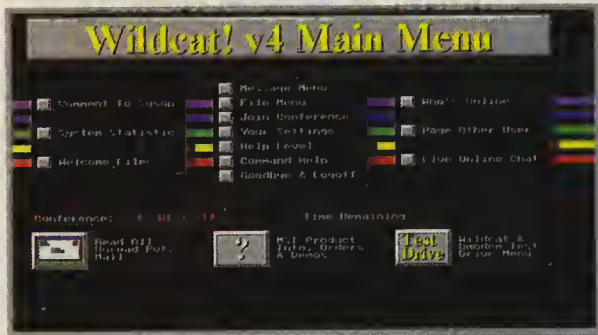 Wildcat! v4 Main Menu
Comment To Sysop
System Statistic
Welcome File
Message Menu
File Menu
Join Conference
Your Settings
Help Level
Command Help
Goodbye & Logoff
Who's Online
Page Other User
Live Online Chat
Conference:
Time Remaining
Read All
Unread Pvt.
Mail
?
MSI Product
Info, Orders
& Demos
Test
Drive
Wildcat &
Test
Drive Menu